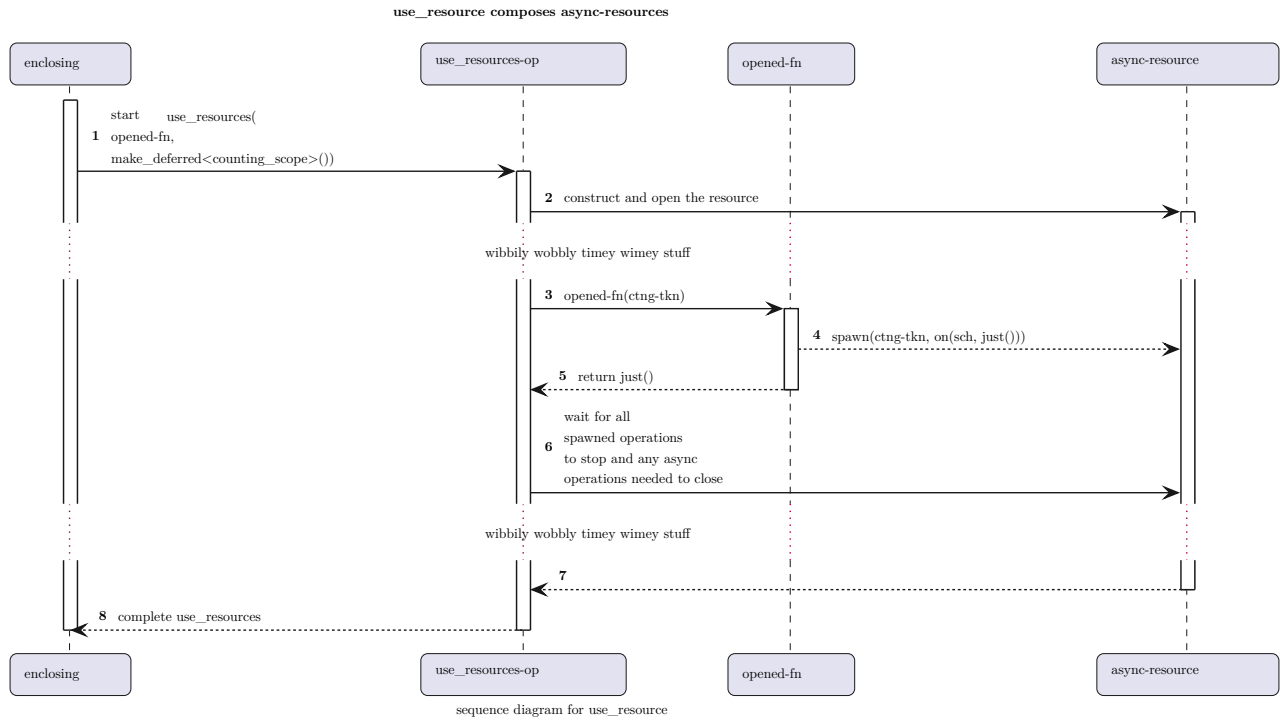 use_resource composes async-resources
enclosing
use_resources-op
opened-fn
async-resource
1
start use_resources(
opened-fn,
make_deferred<counting_scope>())
2 construct and open the resource
wibbily wobbly timey wimey stuff
3 opened-fn(ctng-tkn)
4 spawn(ctng-tkn, on(sch, just()))
5 return just()
6
wait for all
spawned operations
to stop and any async
operations needed to close
wibbily wobbly timey wimey stuff
7
8 complete use_resources
enclosing
use_resources-op
opened-fn
async-resource
sequence diagram for use_resource